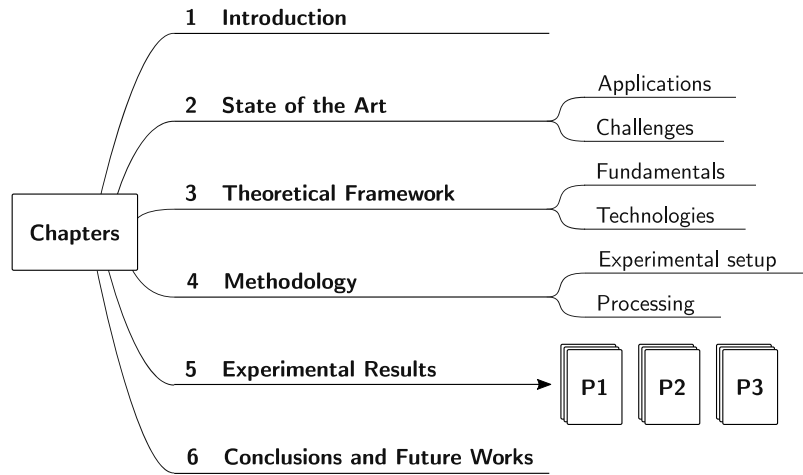 1 Introduction
2 State of the Art
Applications
Challenges
3 Theoretical Framework
Fundamentals
Technologies
Chapters
4 Methodology
Experimental setup
Processing
5 Experimental Results
P1 P2 P3
6 Conclusions and Future Works